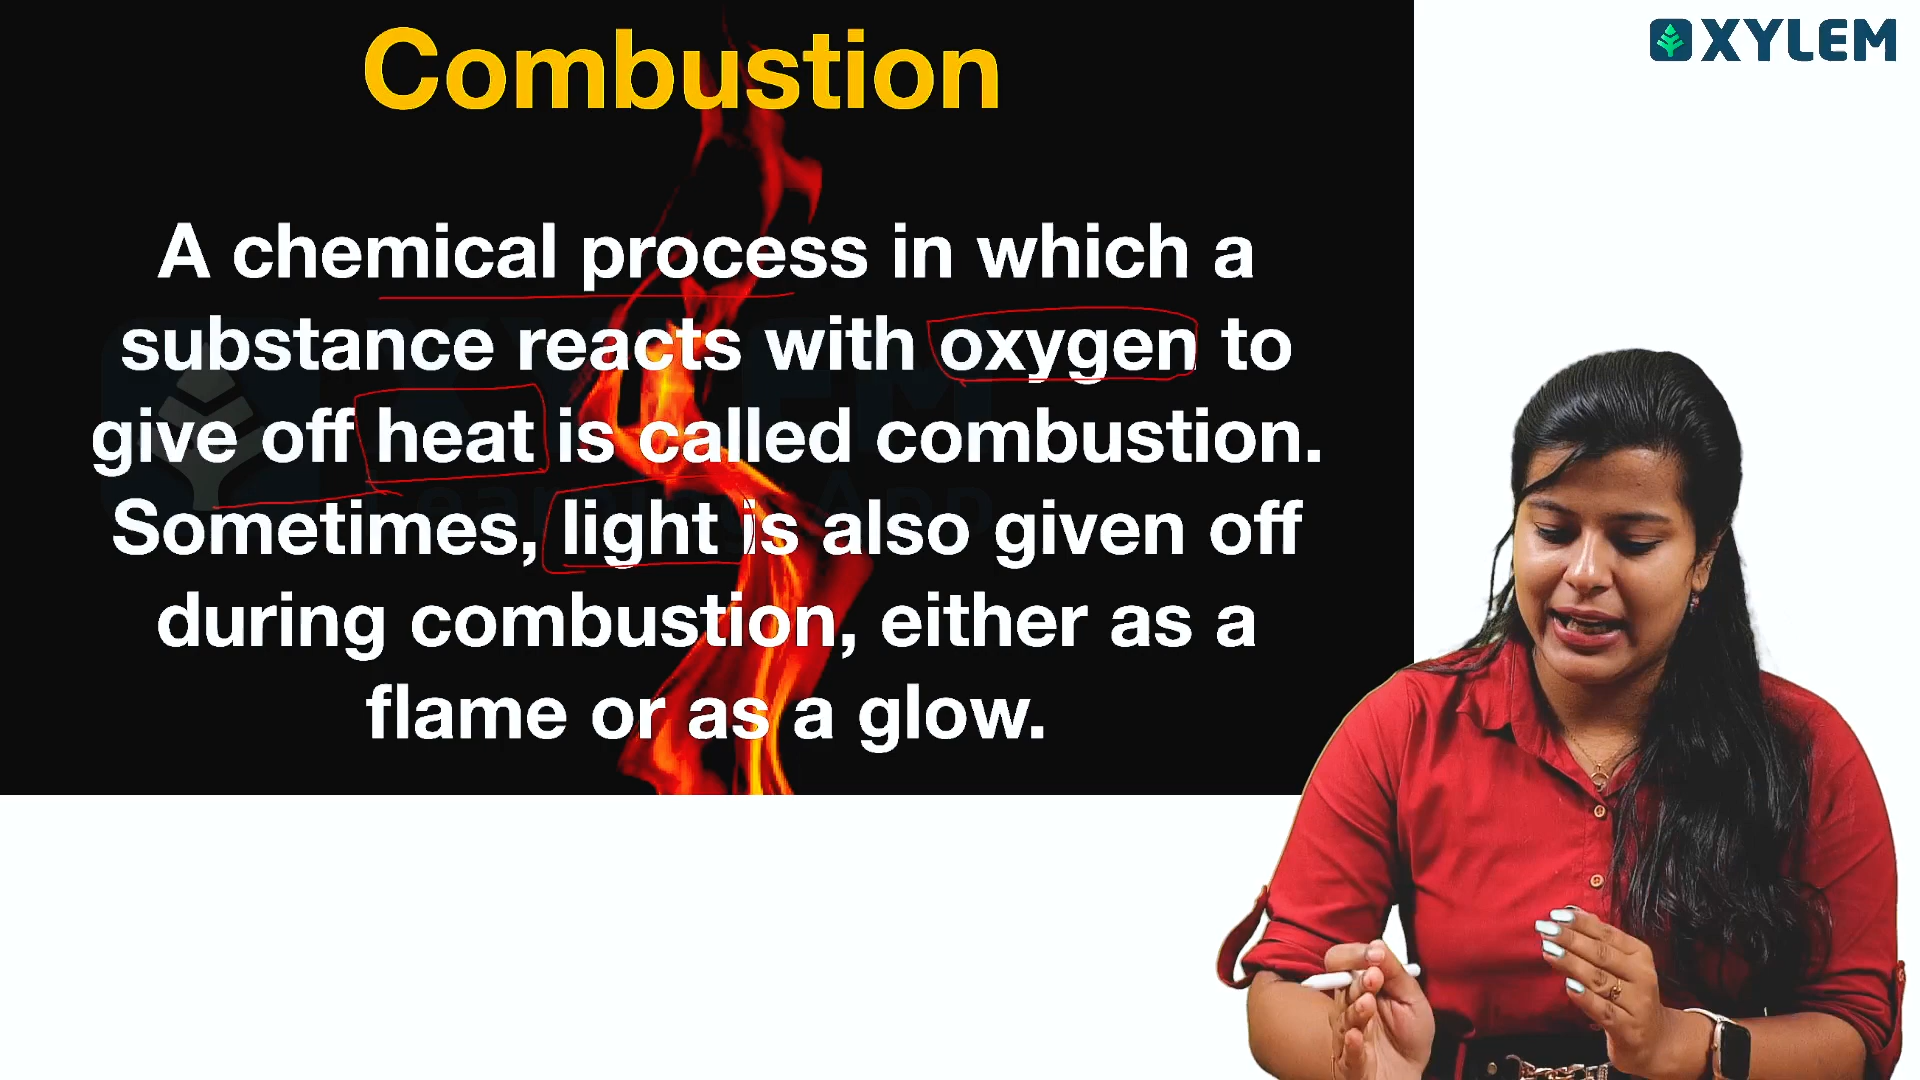 Combustion
XYLEM
A chemical process in which a
substance reacts with oxygen to
give off heat is called combustion.
Sometimes, light is also given off
during combustion, either as a
flame or as a glow.